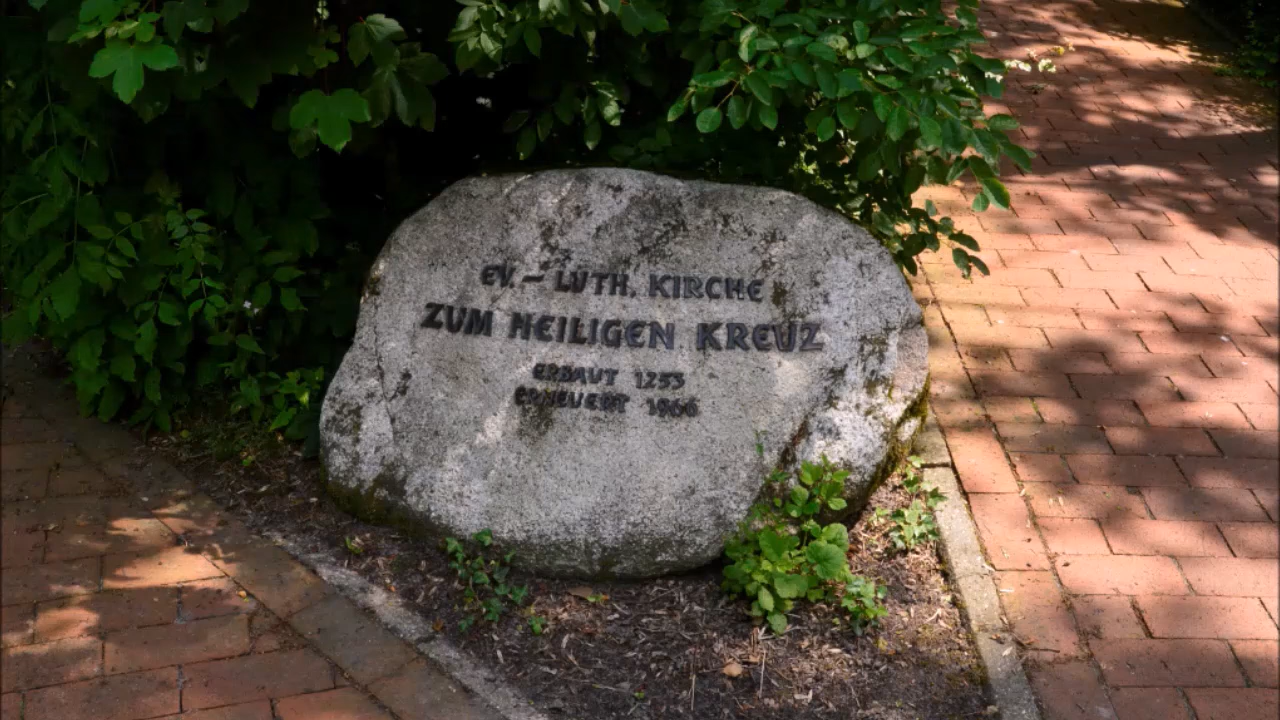 EV. – LUTH. KIRCHE
ZUM HEILIGEN KREUZ
ERBAUT 1253
ERNEUERT 1966